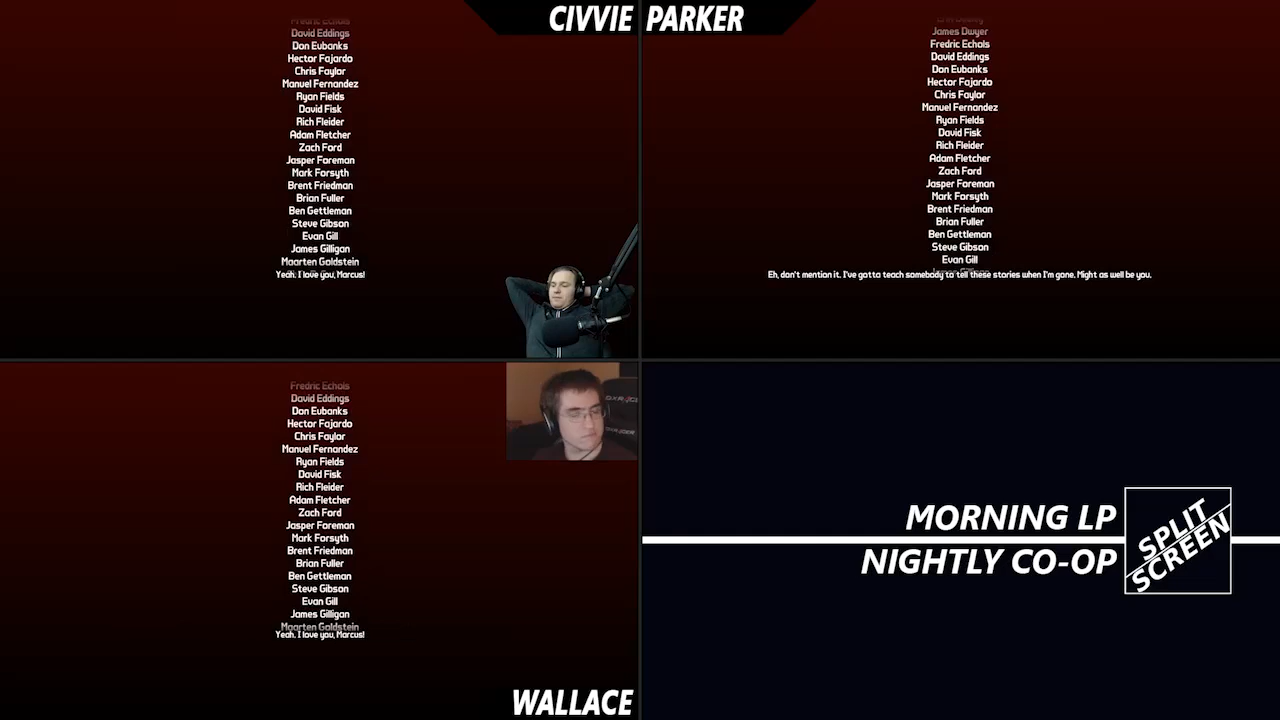 CIVVIE
Fredric Echols
David Eddings
Don Eubanks
Hector Fajardo
Chris Faylor
Manuel Fernandez
Ryan Fields
David Fisk
Rich Fleider
Adam Fletcher
Zach Ford
Jasper Foreman
Mark Forsyth
Brent Friedman
Brian Fuller
Ben Gettleman
Steve Gibson
Evan Gill
James Gilligan
Maarten Goldstein
Yeah. I love you, Marcus!
PARKER
James Dwyer
Fredric Echols
David Eddings
Don Eubanks
Hector Fajardo
Chris Faylor
Manuel Fernandez
Ryan Fields
David Fisk
Rich Fleider
Adam Fletcher
Zach Ford
Jasper Foreman
Mark Forsyth
Brent Friedman
Brian Fuller
Ben Gettleman
Steve Gibson
Evan Gill
Eh, don't mention it. I've gotta teach somebody to tell these stories when I'm gone. Might as well be you.
Fredric Echols
David Eddings
Don Eubanks
Hector Fajardo
Chris Faylor
Manuel Fernandez
Ryan Fields
David Fisk
Rich Fleider
Adam Fletcher
Zach Ford
Jasper Foreman
Mark Forsyth
Brent Friedman
Brian Fuller
Ben Gettleman
Steve Gibson
Evan Gill
James Gilligan
Maarten Goldstein
Yeah. I love you, Marcus!
WALLACE
MORNING LP
NIGHTLY CO-OP
SPLIT
SCREEN